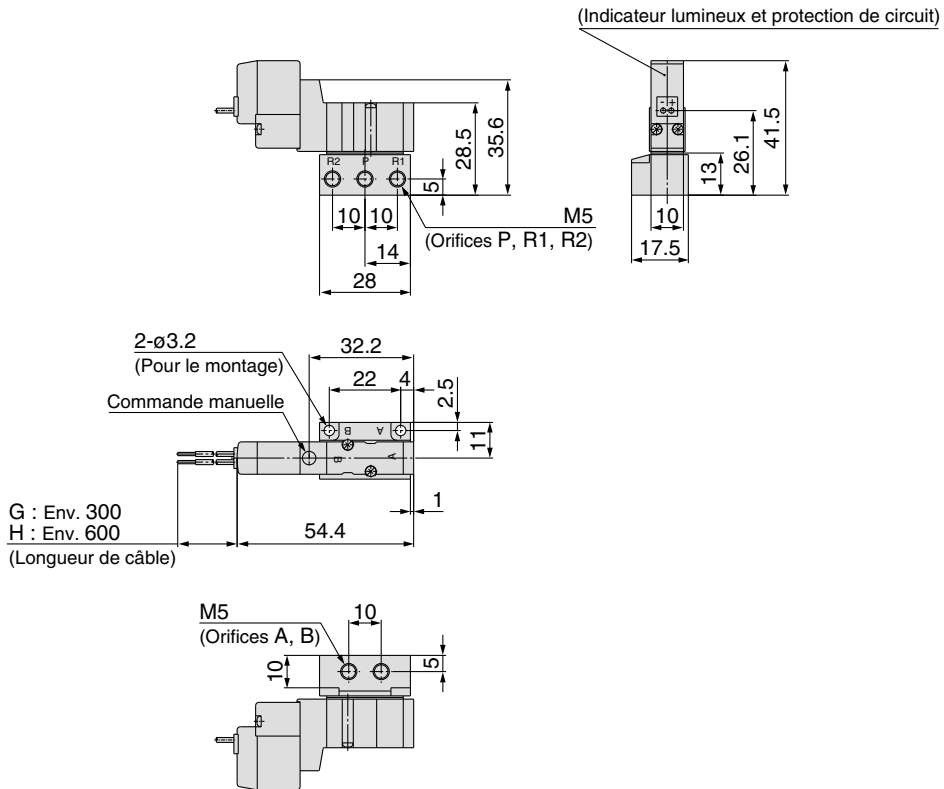 (Indicateur lumineux et protection de circuit)
R2 P R1
10 10
14
28
5
28.5
35.6
M5
(Orifices P, R1, R2)
- +
13
26.1
41.5
10
17.5
2-ø3.2
(Pour le montage)
Commande manuelle
32.2
22 4
2.5
11
B A
B A
1
54.4
G : Env. 300
H : Env. 600
(Longueur de câble)
M5
(Orifices A, B)
10
10
5